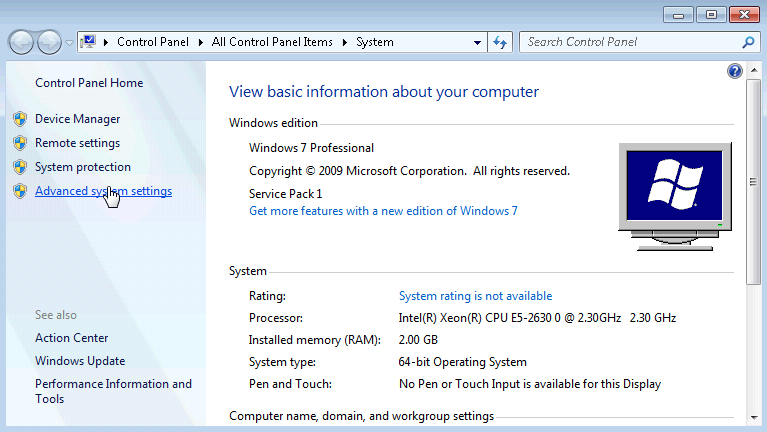 Control Panel
All Control Panel Items
System
Search Control Panel
Control Panel Home
Device Manager
Remote settings
System protection
Advanced system settings
See also
Action Center
Windows Update
Performance Information and
Tools
View basic information about your computer
Windows edition
Windows 7 Professional
Copyright © 2009 Microsoft Corporation.  All rights reserved.
Service Pack 1
Get more features with a new edition of Windows 7
System
Rating: System rating is not available
Processor: Intel(R) Xeon(R) CPU E5-2630 0 @ 2.30GHz  2.30 GHz
Installed memory (RAM): 2.00 GB
System type: 64-bit Operating System
Pen and Touch: No Pen or Touch Input is available for this Display
Computer name, domain, and workgroup settings